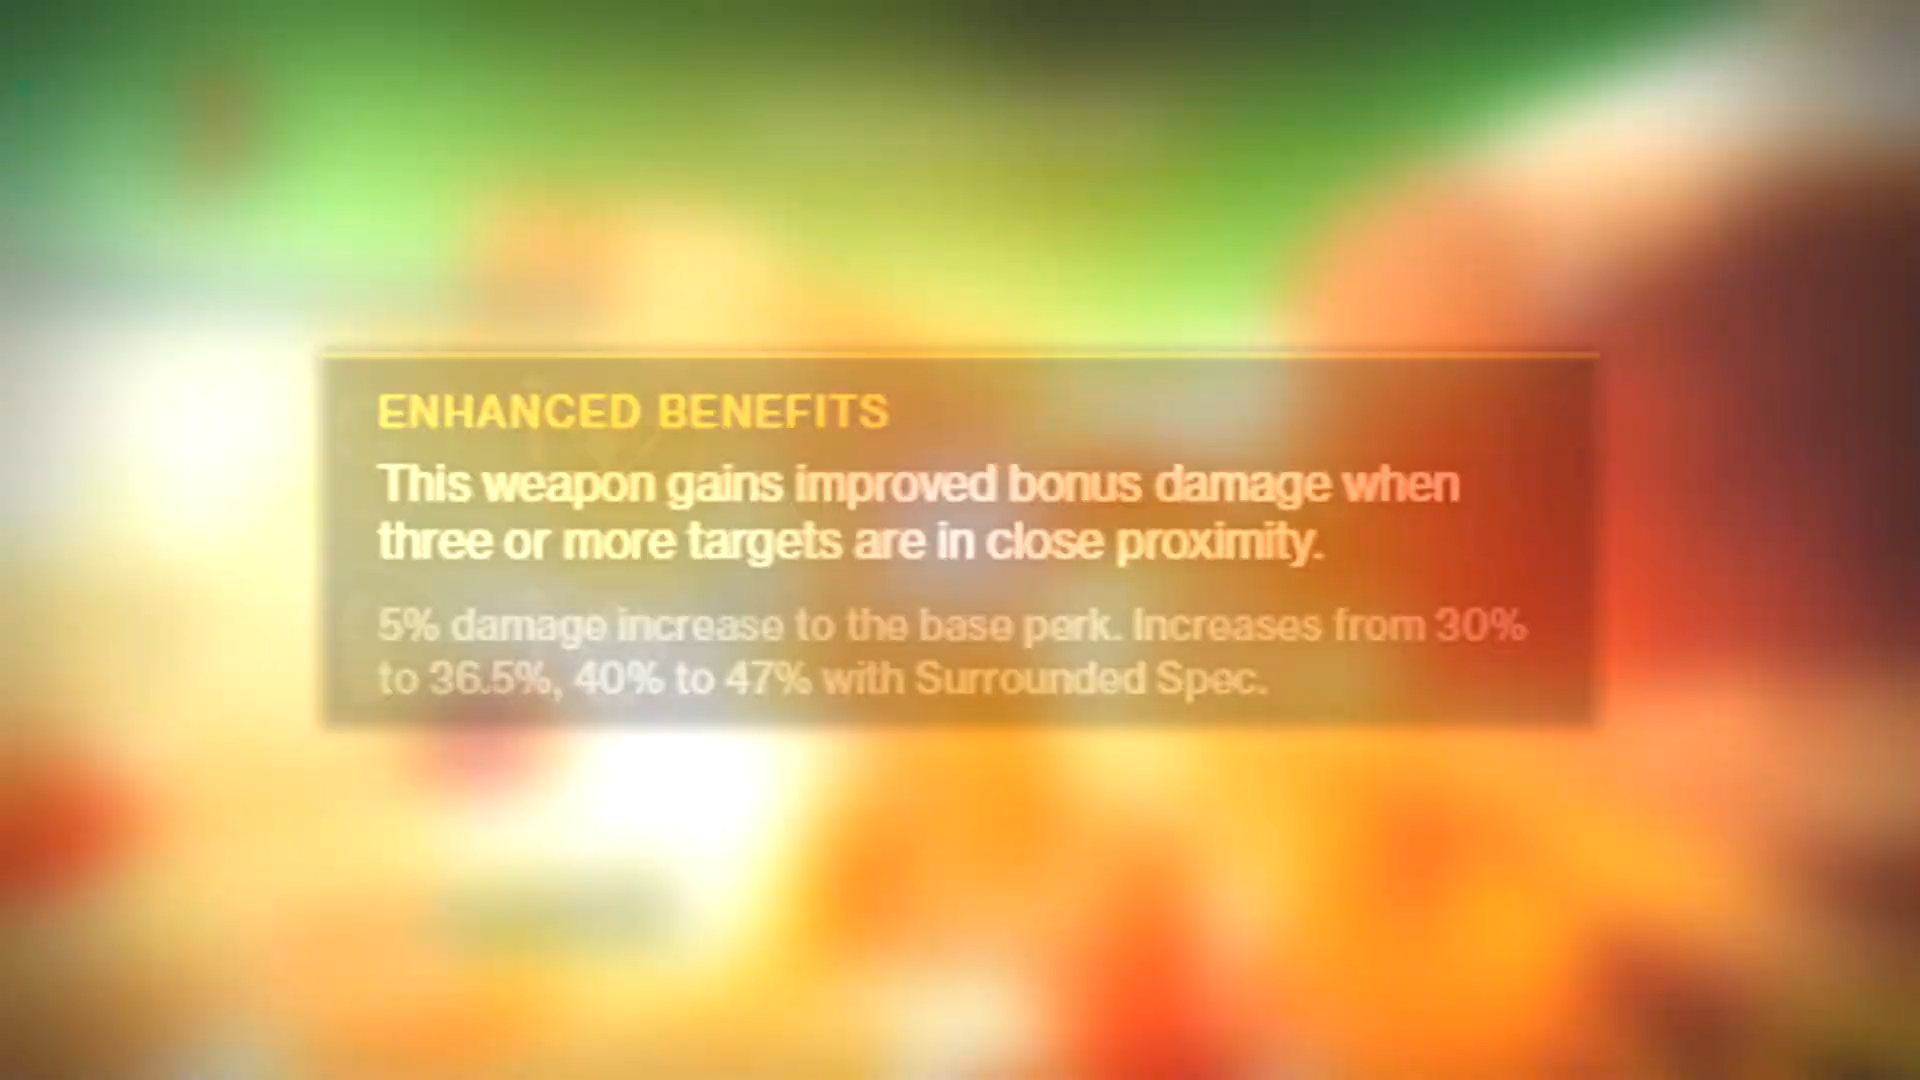 ENHANCED BENEFITS
This weapon gains improved bonus damage when
three or more targets are in close proximity.
5% damage increase to the base perk. Increases from 30%
to 36.5%, 40% to 47% with Surrounded Spec.